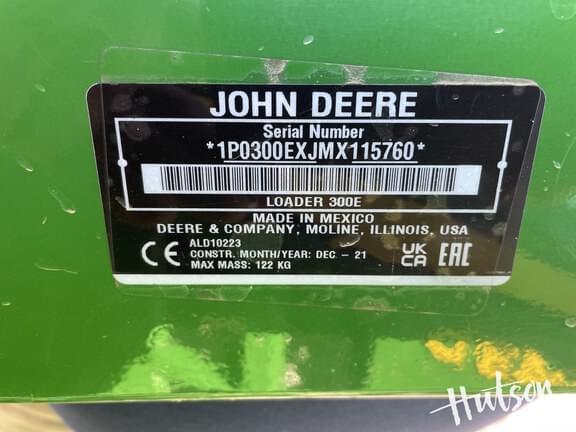 JOHN DEERE
Serial Number
*1P0300EXJMX115760*
LOADER 300E
MADE IN MEXICO
DEERE & COMPANY, MOLINE, ILLINOIS, USA
CE
ALD10223
CONSTR. MONTH/YEAR: DEC - 21
MAX MASS: 122 KG
UK
CA
EAC
Hutson